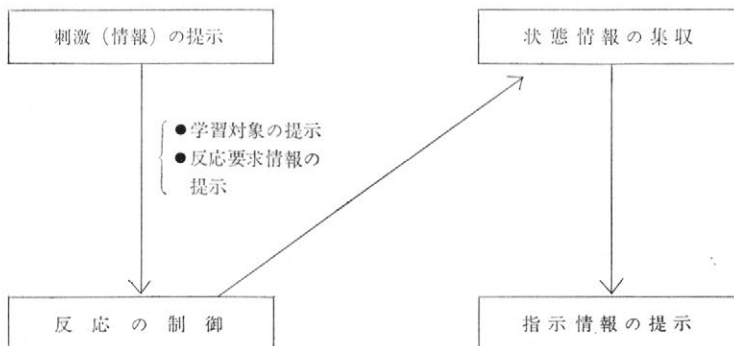 刺激（情報）の提示
状態情報の集収
●学習対象の提示
●反応要求情報の
提示
反応の制御
指示情報の提示